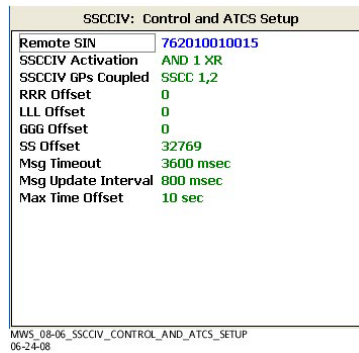 SSCCIV: Control and ATCS Setup
Remote SIN 762010010015
SSCCIV Activation AND 1 XR
SSCCIV GPs Coupled SSCC 1,2
RRR Offset 0
LLL Offset 0
GGG Offset 0
SS Offset 32769
Msg Timeout 3600 msec
Msg Update Interval 800 msec
Max Time Offset 10 sec
MWS_08-06_SSCCIV_CONTROL_AND_ATCS_SETUP
06-24-08